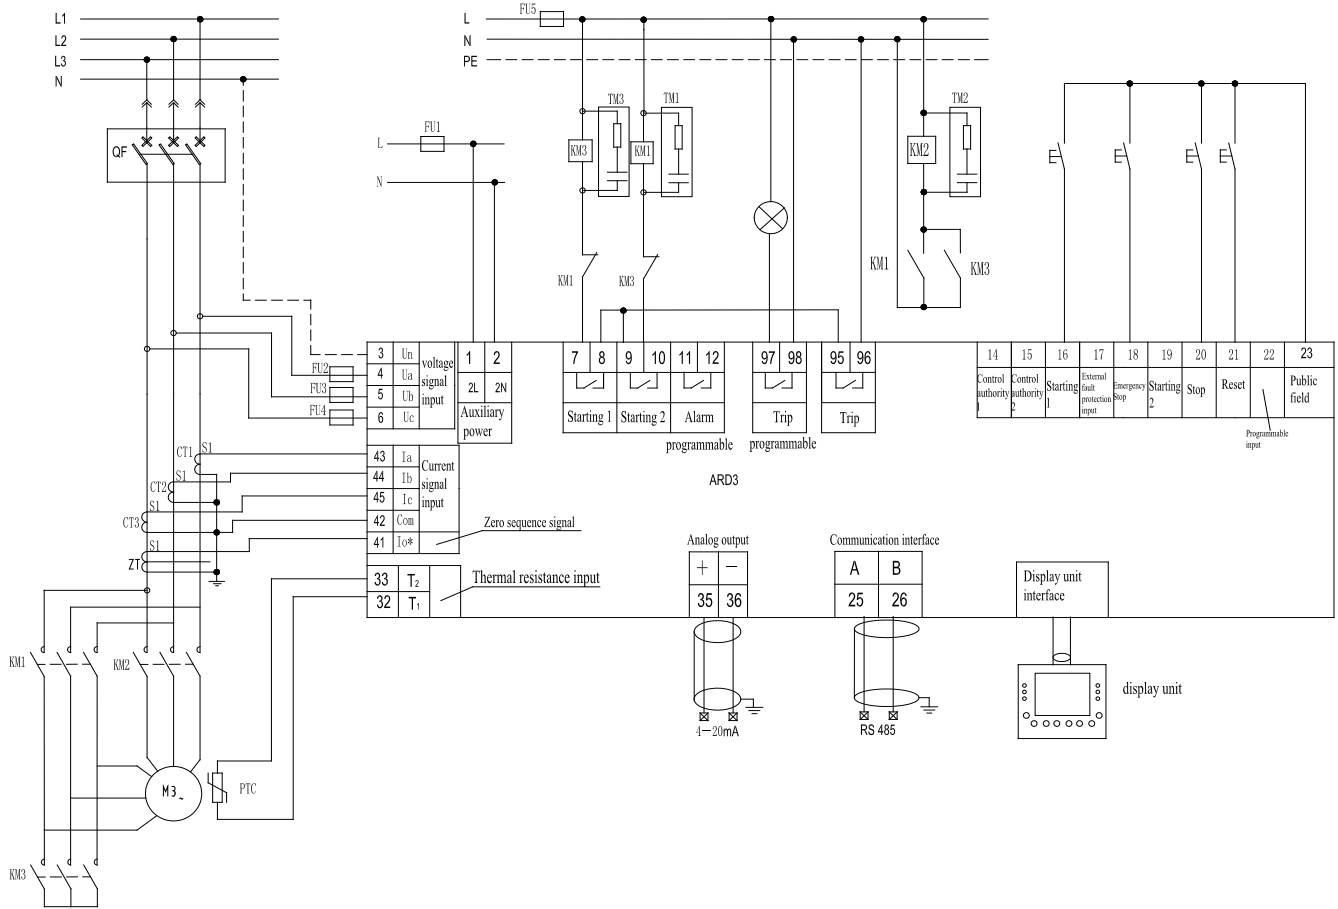 L1
L2
L3
N
L
N
PE
FU5
QF
L
N
FU1
TM3
TM1
TM2
KM3
KM1
KM2
KM1
KM3
KM1
KM3
FU2
FU3
FU4
3 Un
4 Ua
5 Ub
6 Uc
voltage
signal
input
1 2
2L 2N
Auxiliary
power
7 8 9 10 11 12
Starting 1 Starting 2 Alarm
programmable
97 98
Trip
programmable
95 96
Trip
14 15 16 17 18 19 20 21 22 23
Control
authority
1
Control
authority
2
Starting
1
External
fault
protection
input
Emergency
Stop
Starting
2
Stop
Reset
Public
field
Programmable
input
CT1 S1
CT2 S1
CT3 S1
ZT S1
43 Ia
44 Ib
45 Ic
42 Com
41 Io*
Current
signal
input
Zero sequence signal
33 T2
32 T1
Thermal resistance input
ARD3
Analog output
+ −
35 36
4—20mA
Communication interface
A B
25 26
RS 485
Display unit
interface
display unit
KM1
KM2
M3~
PTC
KM3